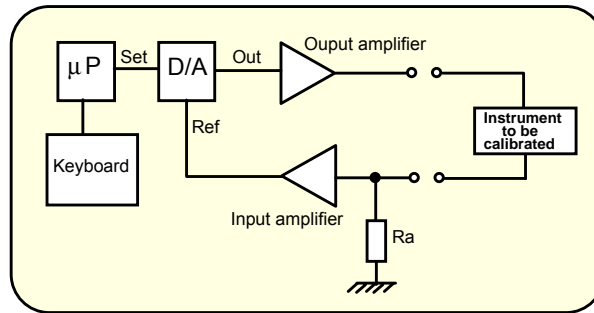 Ouput amplifier
Set
Out
µP
D/A
Ref
Instrument
to be
calibrated
Keyboard
Input amplifier
Ra